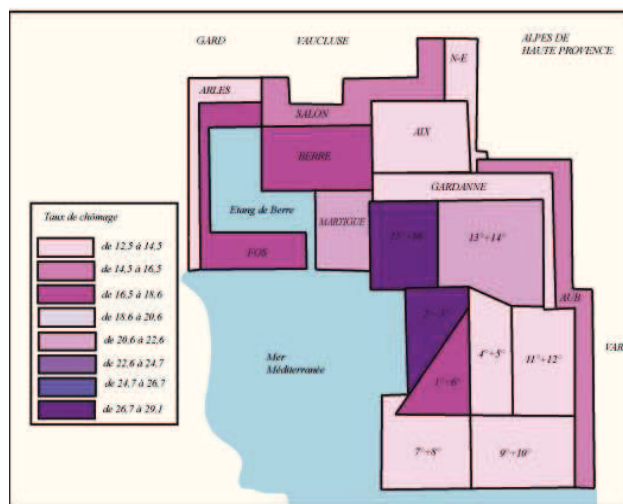 GARD
VAUCLUSE
ALPES DE
HAUTE PROVENCE
N-E
ARLES
SALON
AIX
BERRE
GARDANNE
Taux de chômage
Etang de Berre
MARTIGUE
13°+14°
de 12,5 à 14,5
de 14,5 à 16,5
FOS
de 16,5 à 18,6
AUB.
de 18,6 à 20,6
de 20,6 à 22,6
Mer
Méditerranée
4°+5°
11°+12°
VAR
de 22,6 à 24,7
de 24,7 à 26,7
1°+6°
de 26,7 à 29,1
7°+8°
9°+10°